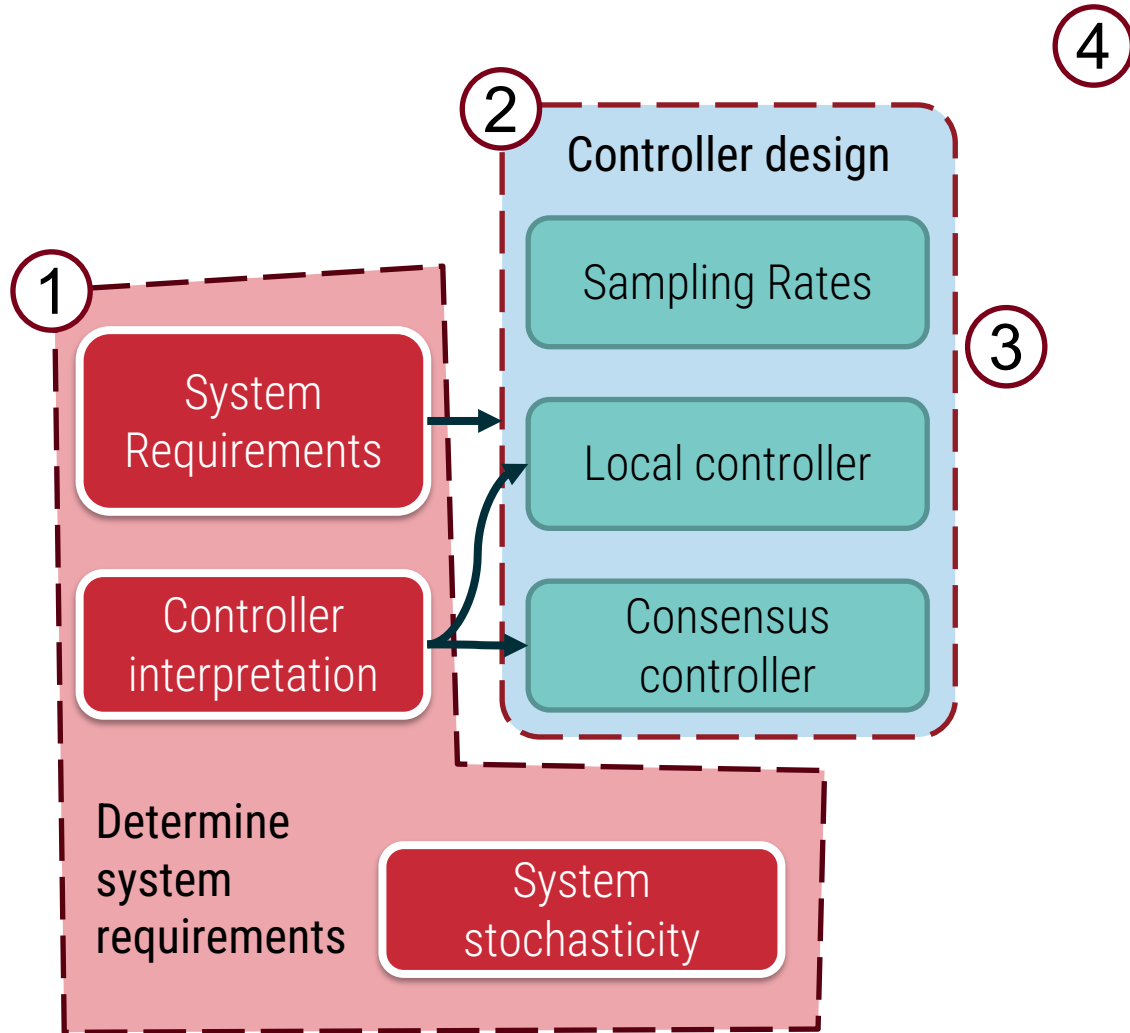 4
2
Controller design
Sampling Rates
1
3
System
Requirements
Local controller
Controller
interpretation
Consensus
controller
Determine
system
requirements
System
stochasticity